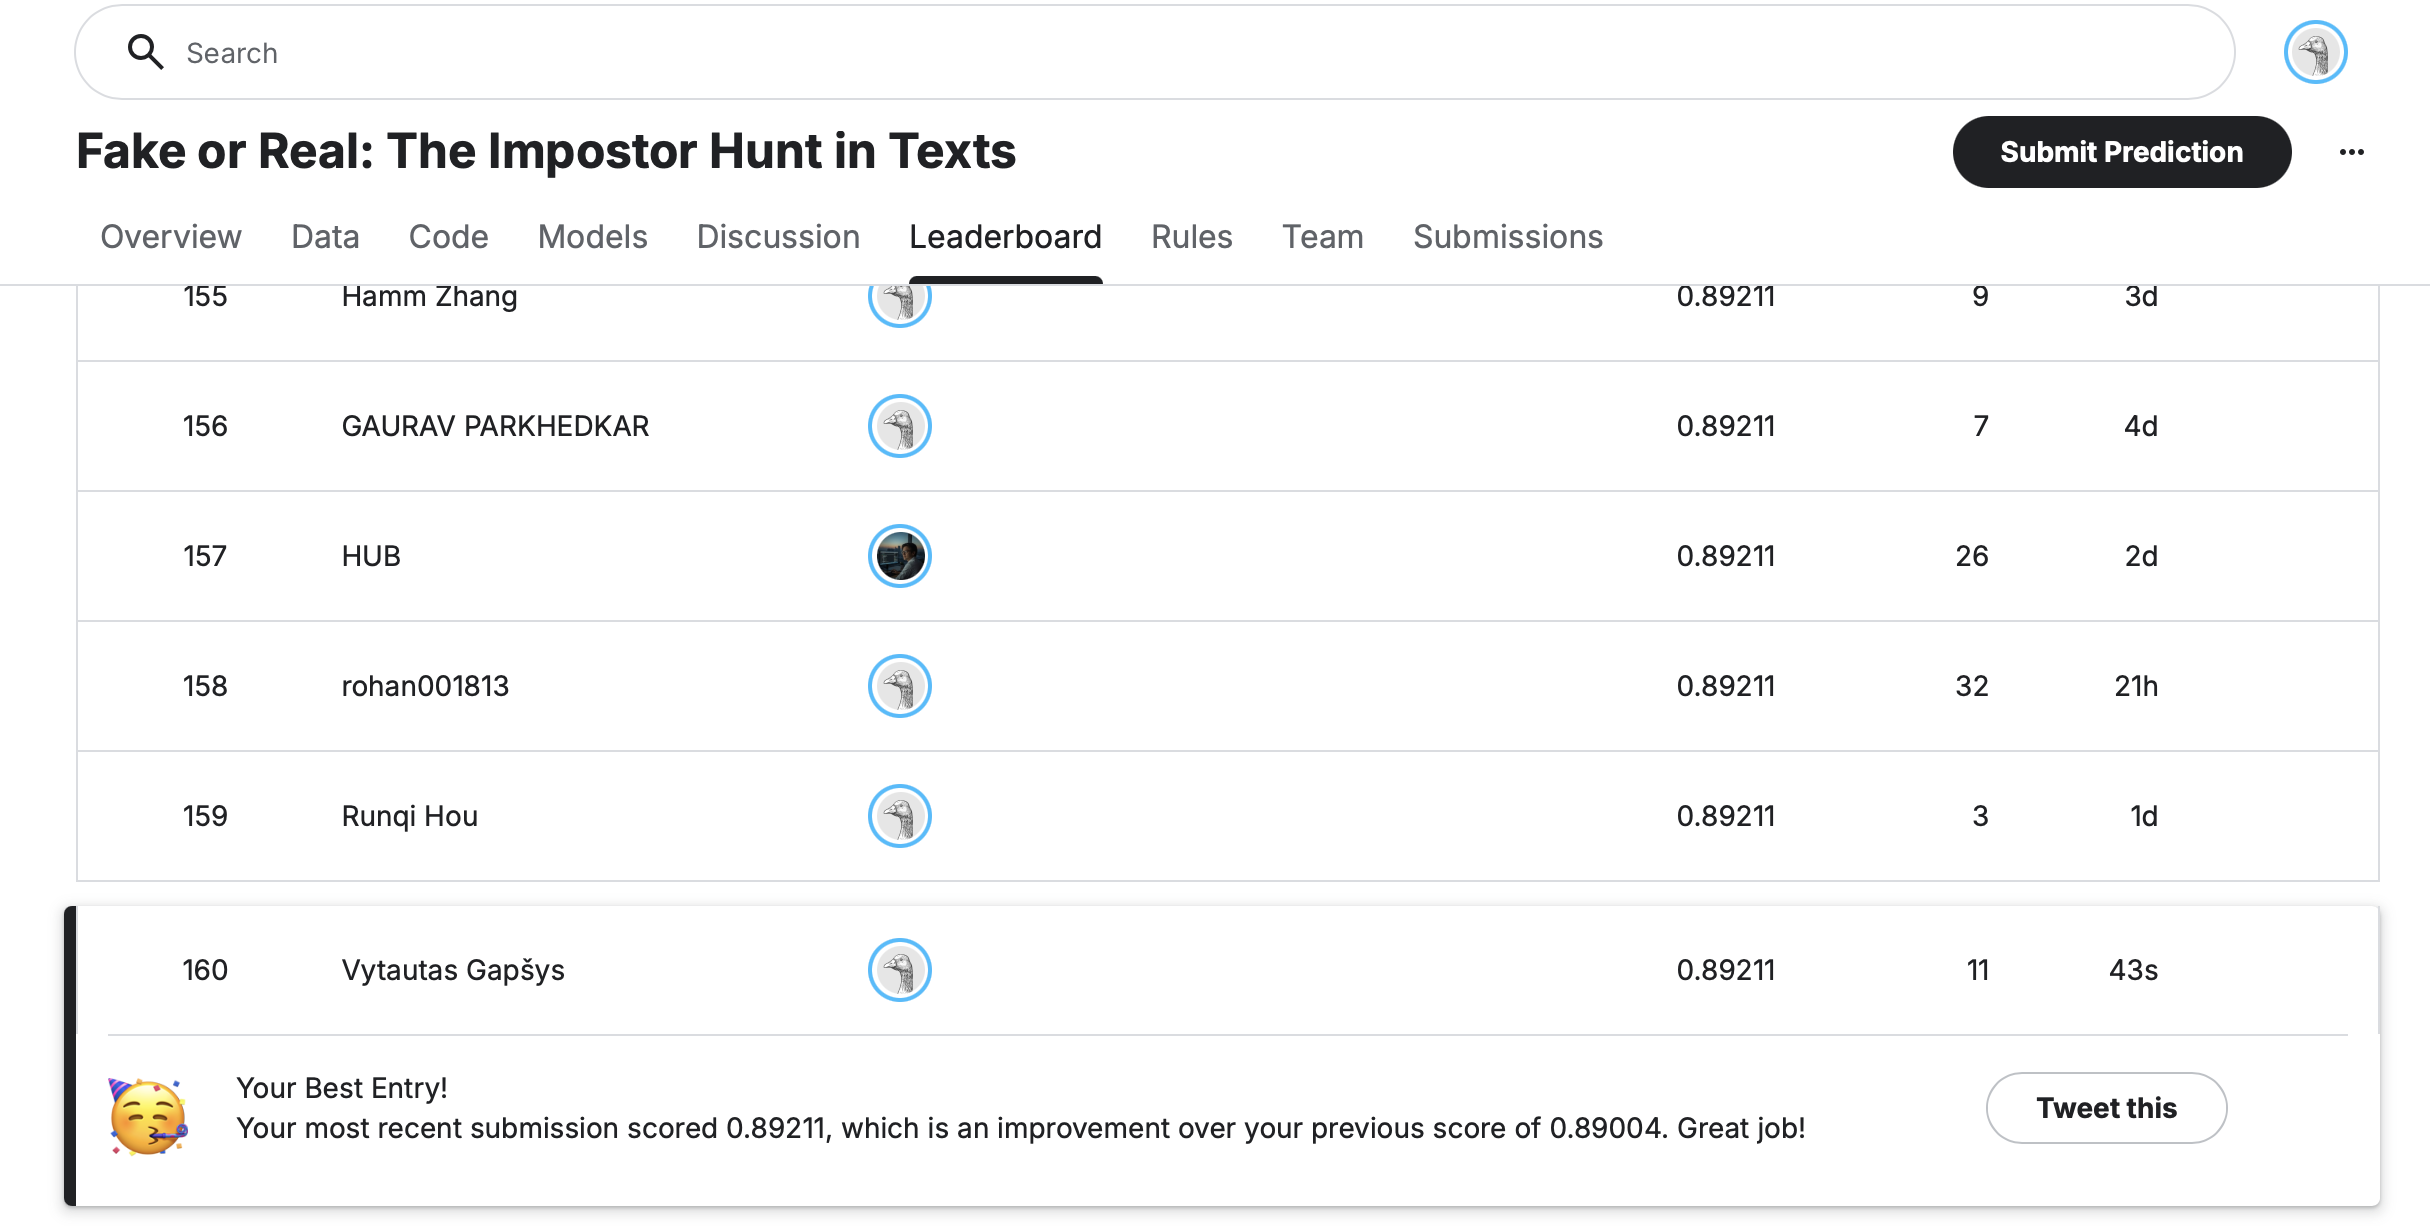 Search
Fake or Real: The Impostor Hunt in Texts
Submit Prediction
Overview Data Code Models Discussion Leaderboard Rules Team Submissions
155 Hamm Zhang 0.89211 9 3d
156 GAURAV PARKHEDKAR 0.89211 7 4d
157 HUB 0.89211 26 2d
158 rohan001813 0.89211 32 21h
159 Runqi Hou 0.89211 3 1d
160 Vytautas Gapšys 0.89211 11 43s
Your Best Entry!
Your most recent submission scored 0.89211, which is an improvement over your previous score of 0.89004. Great job!
Tweet this